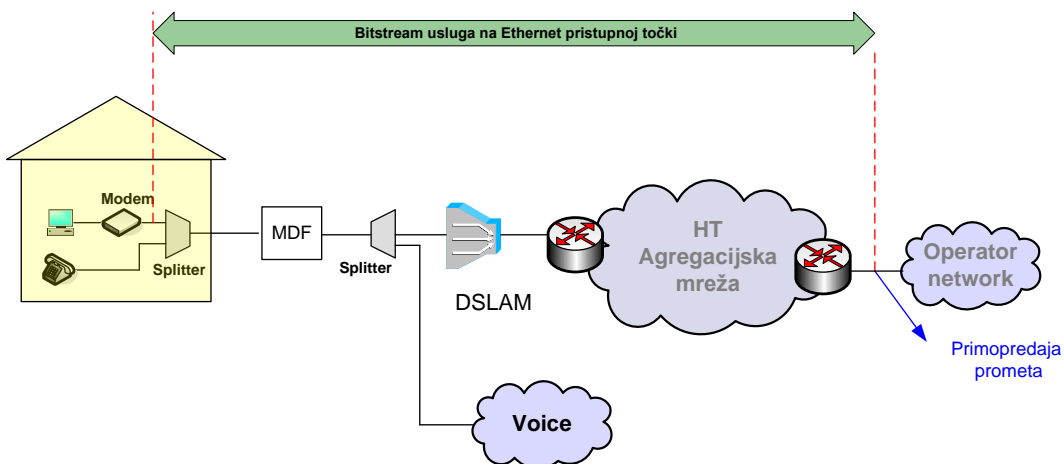 Bitstream usluga na Ethernet pristupnoj točki
Modem
Splitter
MDF
Splitter
DSLAM
HT
Agregacijska
mreža
Operator
network
Primopredaja
prometa
Voice